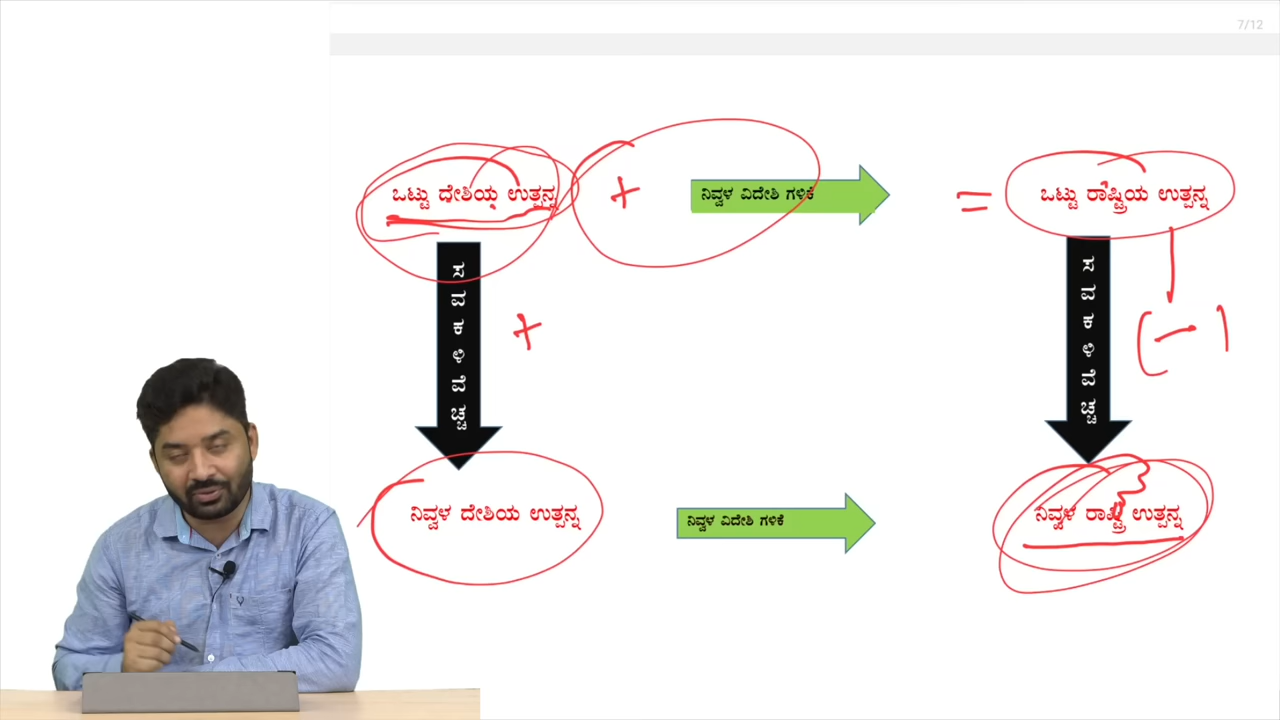 7/12
ಒಟ್ಟು ದೇಶಿಯ ಉತ್ಪನ್ನ + ನಿವ್ವಳ ವಿದೇಶಿ ಗಳಿಕೆ = ಒಟ್ಟು ರಾಷ್ಟ್ರಿಯ ಉತ್ಪನ್ನ
ಸವಕಳಿವೆಚ್ಚ + ಸವಕಳಿವೆಚ್ಚ (-)
ನಿವ್ವಳ ದೇಶಿಯ ಉತ್ಪನ್ನ ನಿವ್ವಳ ವಿದೇಶಿ ಗಳಿಕೆ ನಿವ್ವಳ ರಾಷ್ಟ್ರಿಯ ಉತ್ಪನ್ನ